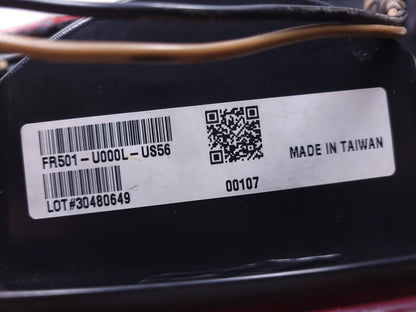 FR501-U000L-US56
LOT#30480649
00107
MADE IN TAIWAN